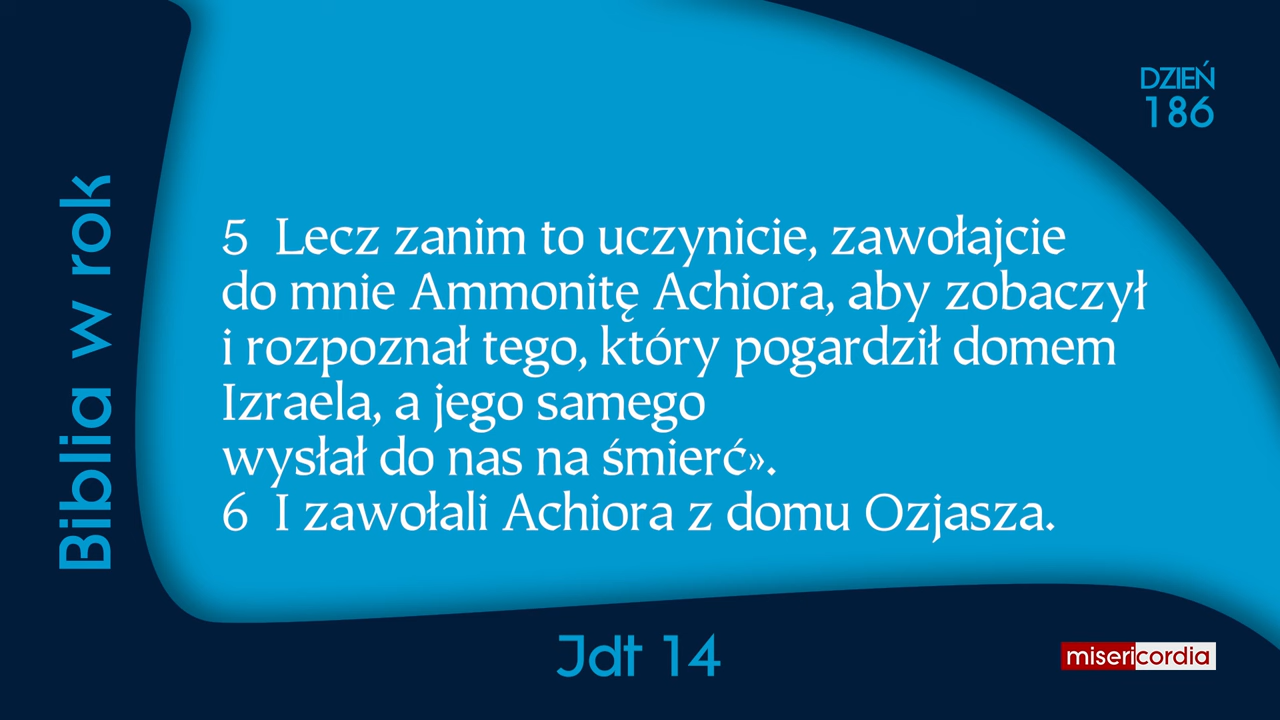 DZIEŃ
186
Biblia w rok
5 Lecz zanim to uczynicie, zawołajcie
do mnie Ammonitę Achiora, aby zobaczył
i rozpoznał tego, który pogardził domem
Izraela, a jego samego
wysłał do nas na śmierć».
6 I zawołali Achiora z domu Ozjasza.
Jdt 14
misericordia